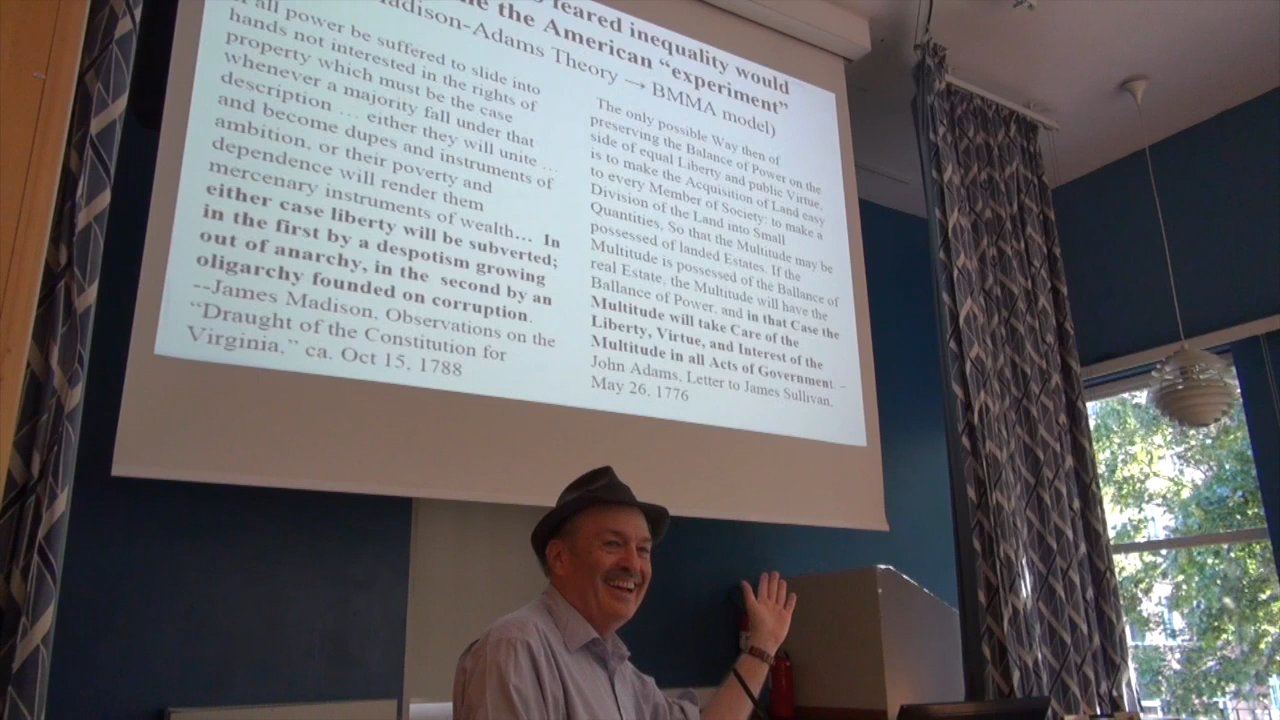 feared inequality would
the American “experiment”
Madison-Adams Theory → BMMA model)
all power be suffered to slide into
hands not interested in the rights of
property which must be the case
whenever a majority fall under that
description … either they will unite …
and become dupes and instruments of
ambition, or their poverty and
dependence will render them
mercenary instruments of wealth… In
either case liberty will be subverted;
in the first by a despotism growing
out of anarchy, in the second by an
oligarchy founded on corruption.
--James Madison, Observations on the
“Draught of the Constitution for
Virginia,” ca. Oct 15, 1788
The only possible Way then of
preserving the Balance of Power on the
side of equal Liberty and public Virtue,
is to make the Acquisition of Land easy
to every Member of Society: to make a
Division of the Land into Small
Quantities, So that the Multitude may be
possessed of landed Estates. If the
Multitude is possessed of the Ballance of
real Estate, the Multitude will have the
Ballance of Power, and in that Case the
Multitude will take Care of the
Liberty, Virtue, and Interest of the
Multitude in all Acts of Government. –
John Adams, Letter to James Sullivan,
May 26, 1776